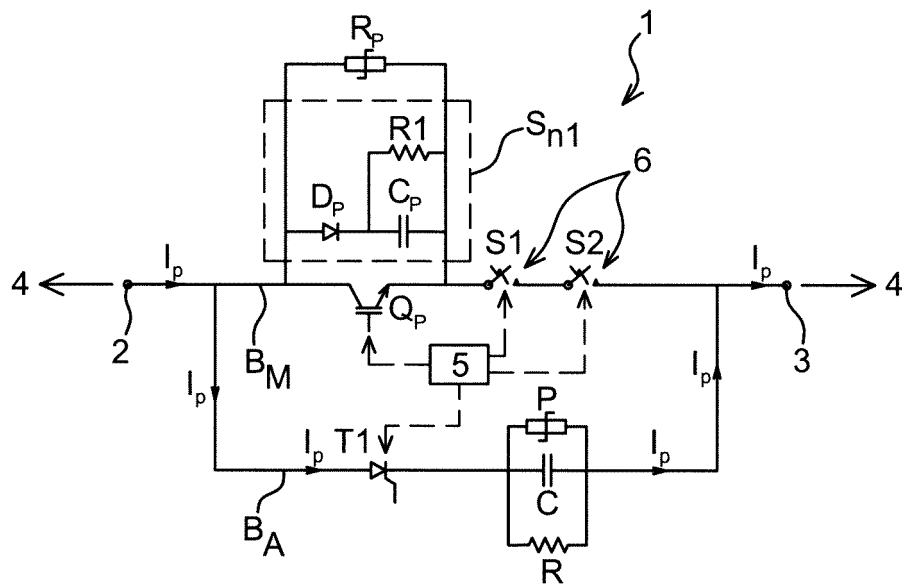 R_P
1
R1
S_n1
D_P
C_P
6
S1 S2
4 I_p I_p 4
2 B_M Q_P 3
5
I_p I_p
P
I_p T1 I_p
C
B_A
R